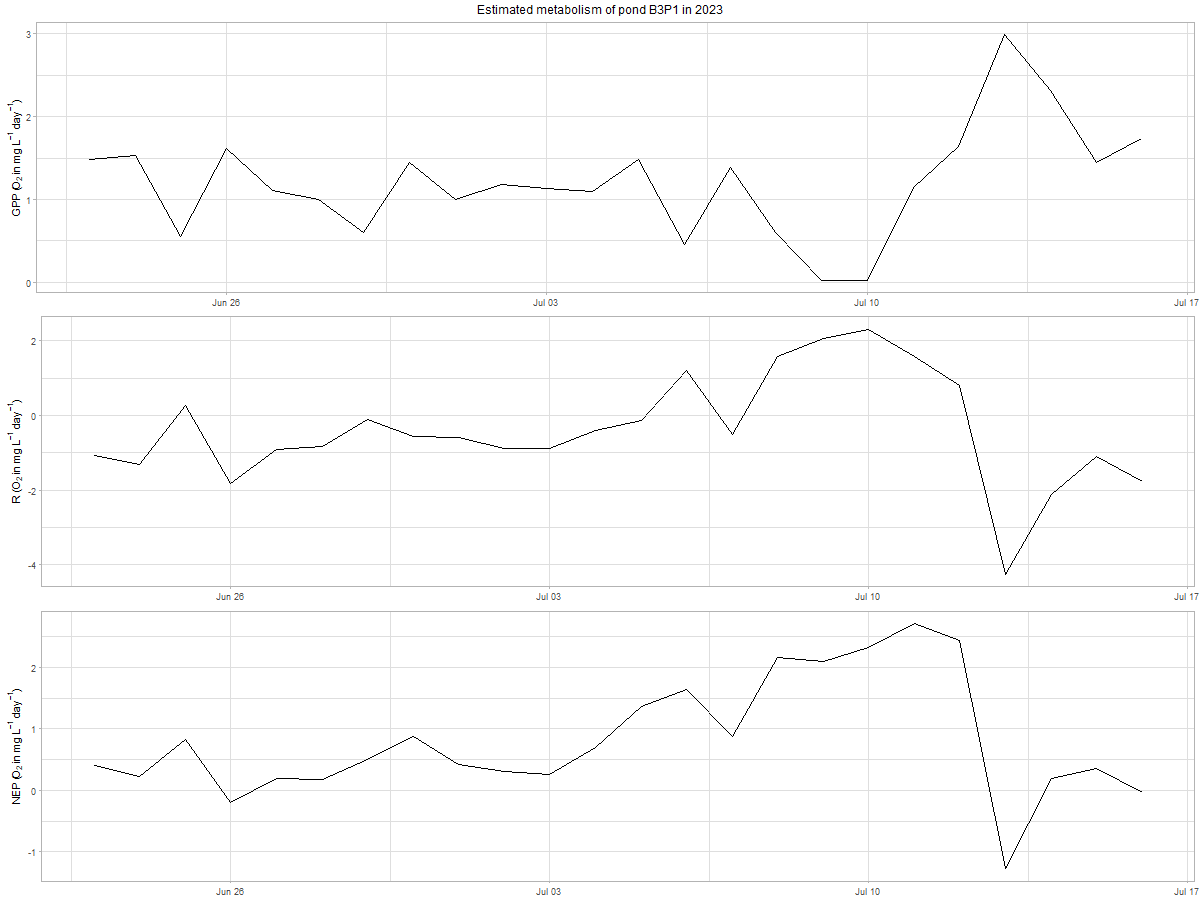 Estimated metabolism of pond B3P1 in 2023
GPP (O₂ in mg L⁻¹ day⁻¹)
3
2
1
0
Jun 26
Jul 03
Jul 10
Jul 17
R (O₂ in mg L⁻¹ day⁻¹)
2
0
-2
-4
Jun 26
Jul 03
Jul 10
Jul 17
NEP (O₂ in mg L⁻¹ day⁻¹)
2
1
0
-1
Jun 26
Jul 03
Jul 10
Jul 17